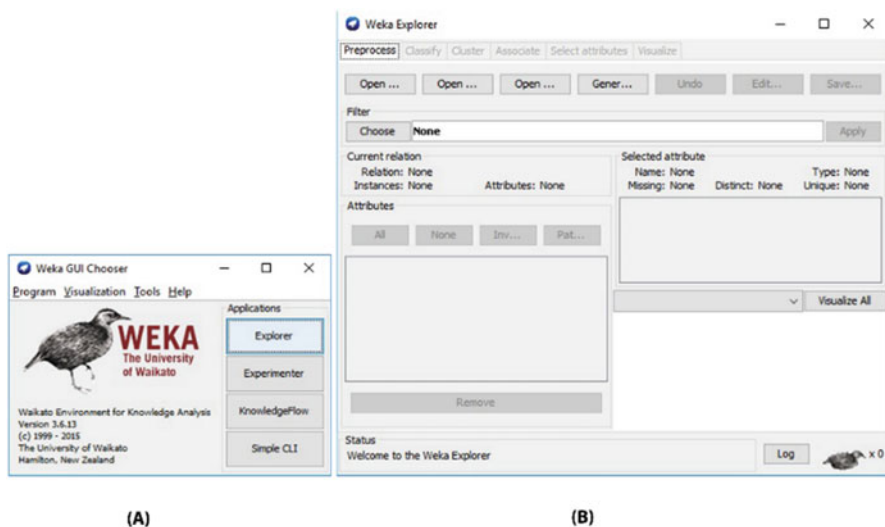 Weka GUI Chooser
Program Visualization Tools Help
WEKA
The University
of Waikato
Waikato Environment for Knowledge Analysis
Version 3.6.13
(c) 1999 - 2015
The University of Waikato
Hamilton, New Zealand
Applications
Explorer
Experimenter
KnowledgeFlow
Simple CLI
(A)
Weka Explorer
Preprocess Classify Cluster Associate Select attributes Visualize
Open ... Open ... Open ... Gener... Undo Edit... Save...
Filter
Choose None Apply
Current relation
Relation: None
Instances: None Attributes: None
Attributes
All None Inv... Pat...
Remove
Selected attribute
Name: None Type: None
Missing: None Distinct: None Unique: None
Visualize All
Status
Welcome to the Weka Explorer
Log x 0
(B)